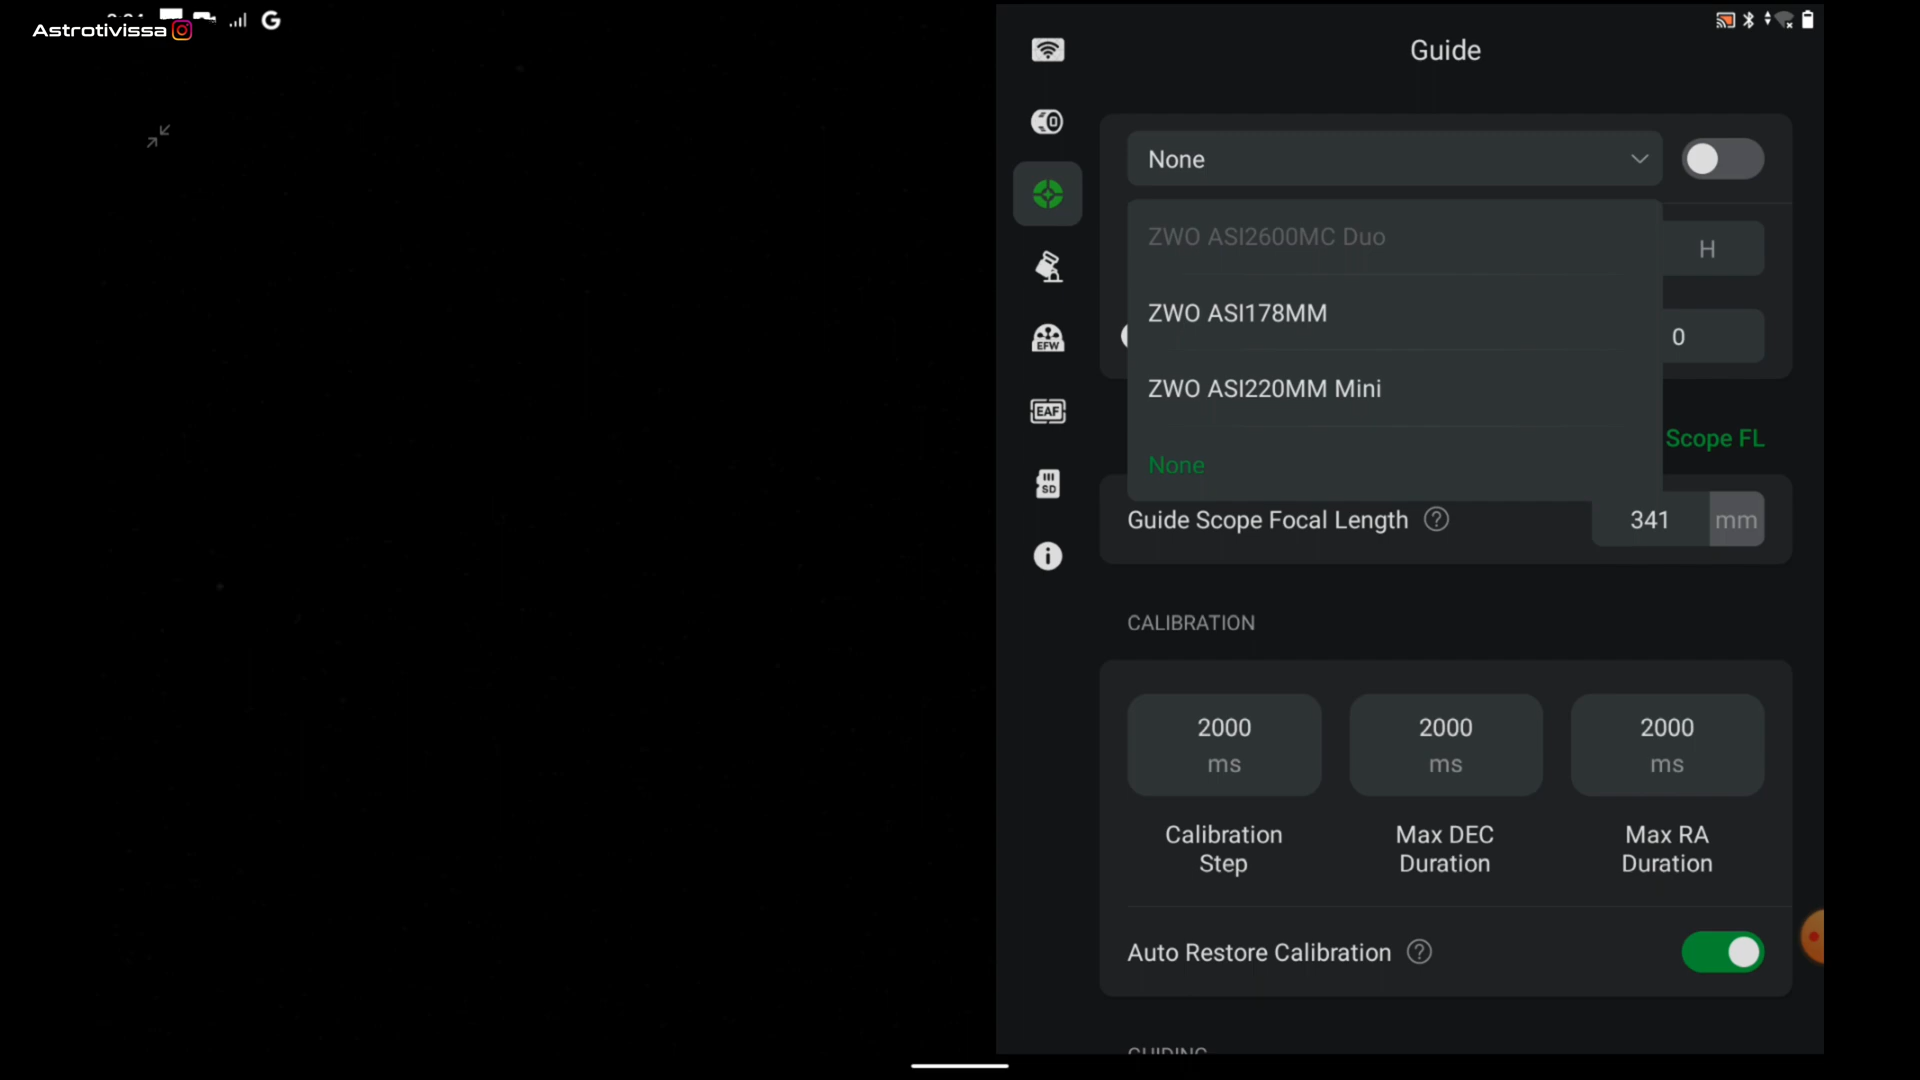 Astrotivissa
G
Guide
None
ZWO ASI2600MC Duo
H
ZWO ASI178MM
0
EFW
ZWO ASI220MM Mini
EAF
Scope FL
None
SD
Guide Scope Focal Length ?
341 mm
CALIBRATION
2000 ms
2000 ms
2000 ms
Calibration Step
Max DEC Duration
Max RA Duration
Auto Restore Calibration ?
GUIDING